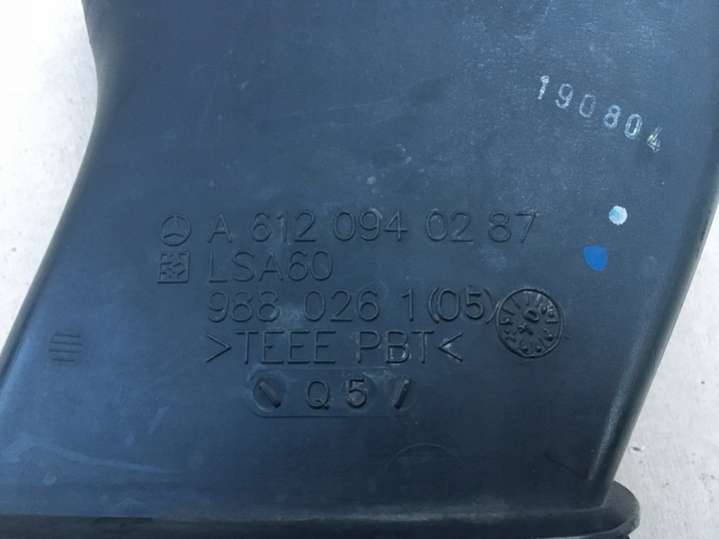 190804
A 612 094 02 87
LSA60
988 026 1 (05)
>TEEE PBT<
Q 5